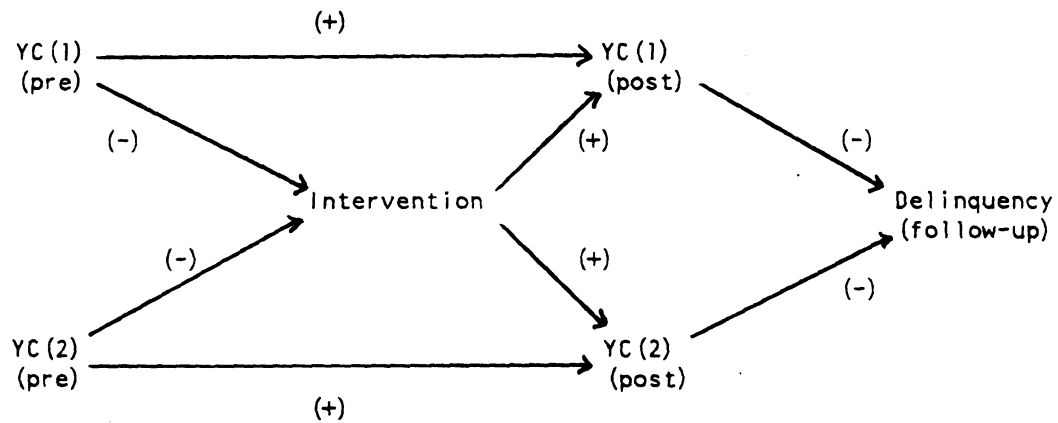 (+)
YC(1)
(pre)
YC(1)
(post)
(-)
(+)
(-)
Intervention
Delinquency
(follow-up)
(-)
(+)
(-)
YC(2)
(pre)
YC(2)
(post)
(+)